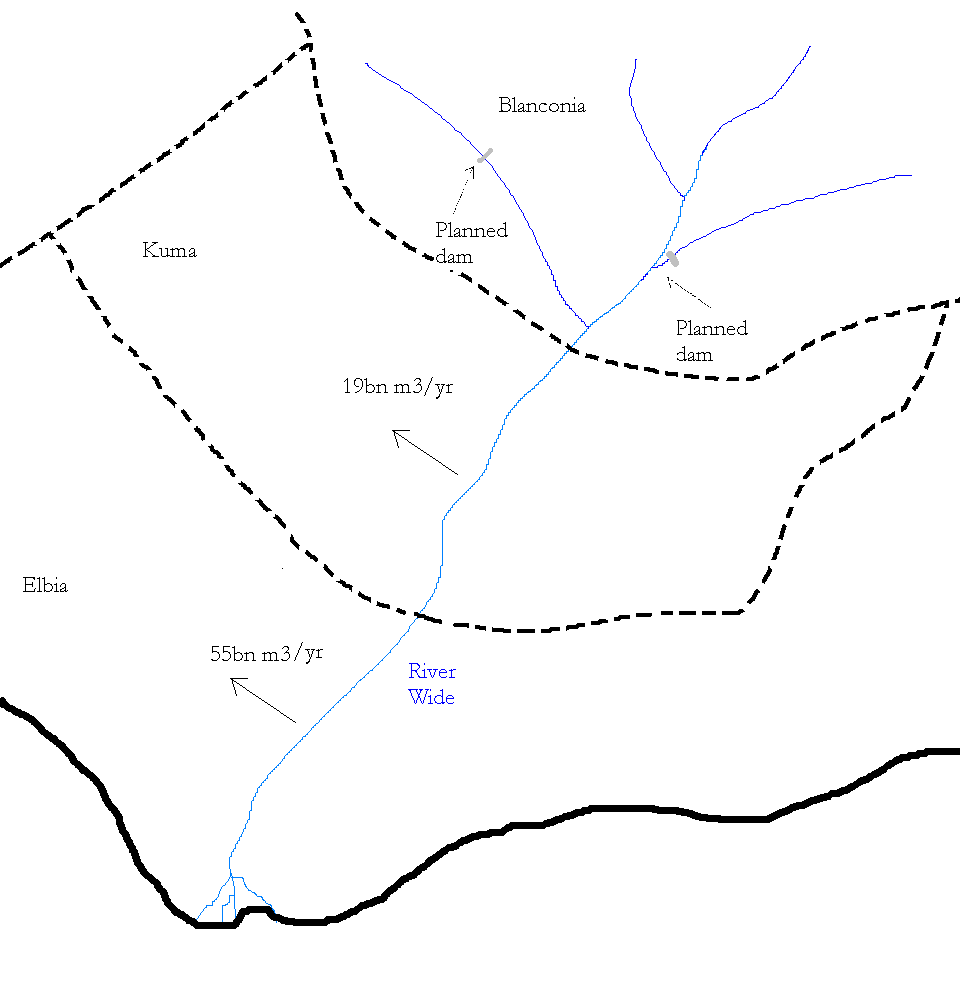 Blanconia
Planned
dam
Kuma
Planned
dam
19bn m3/yr
Elbia
55bn m3/yr
River
Wide